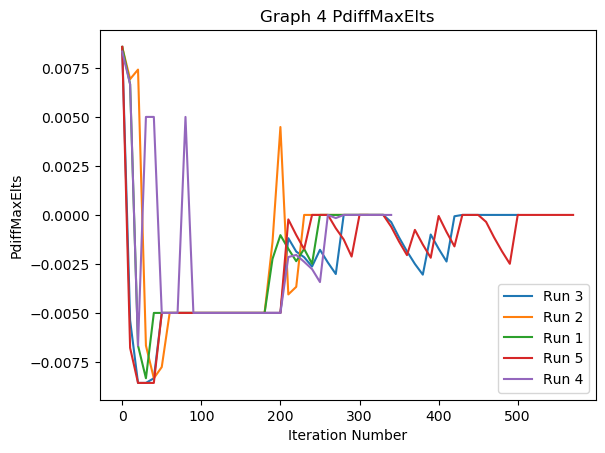 Graph 4 PdiffMaxElts
PdiffMaxElts
0.0075
0.0050
0.0025
0.0000
−0.0025
−0.0050
−0.0075
0
100
200
300
400
500
Iteration Number
Run 3
Run 2
Run 1
Run 5
Run 4